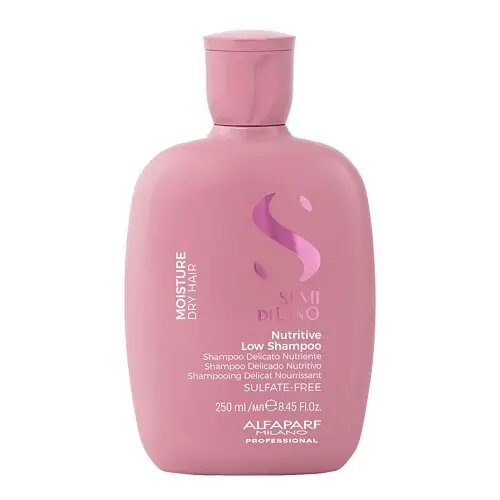 MOISTURE
DRY HAIR
SEMI
DI LINO
Nutritive
Low Shampoo
Shampoo Delicato Nutriente
Shampoo Delicado Nutritivo
Shampooing Délicat Nourrissant
SULFATE-FREE
250 ml/мл℮8.45 Fl.Oz.
ALFAPARF
MILANO
PROFESSIONAL